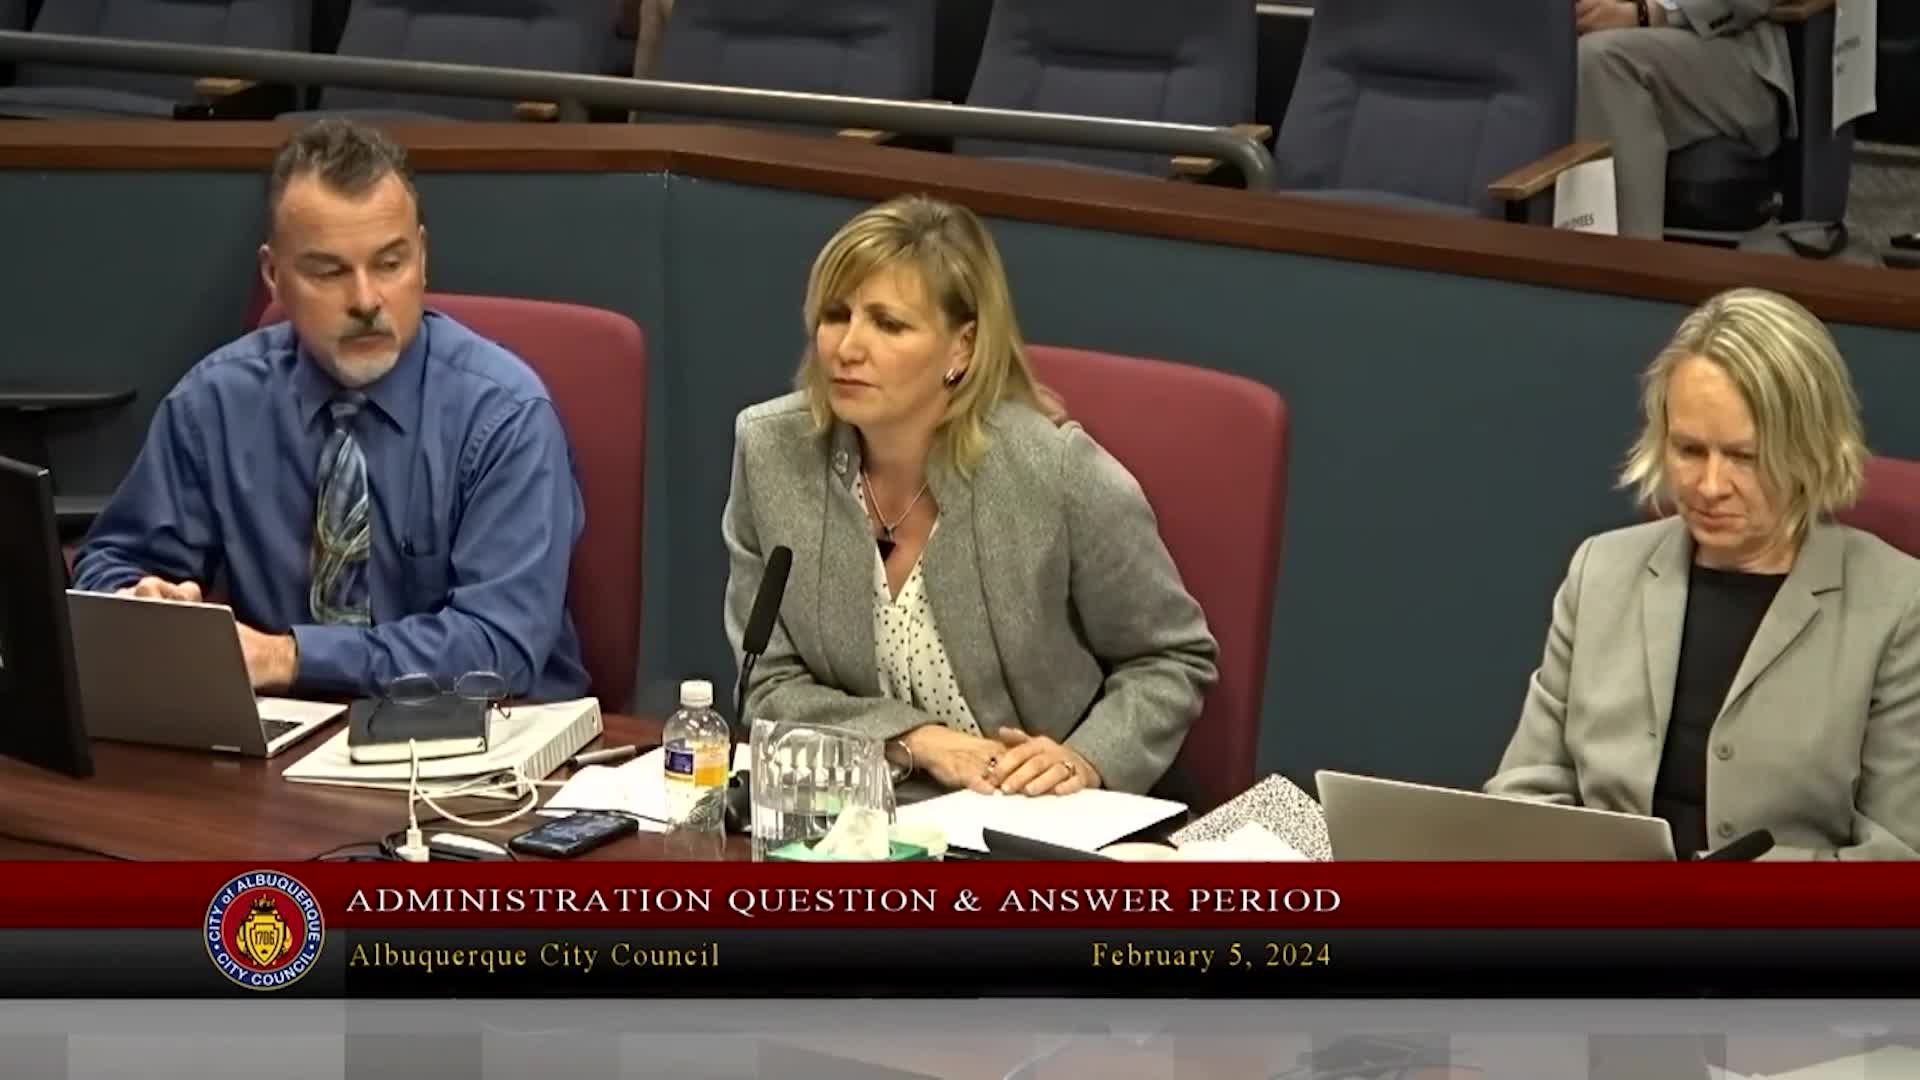 ADMINISTRATION QUESTION & ANSWER PERIOD
CITY of ALBUQUERQUE
1706
CITY COUNCIL
Albuquerque City Council
February 5, 2024